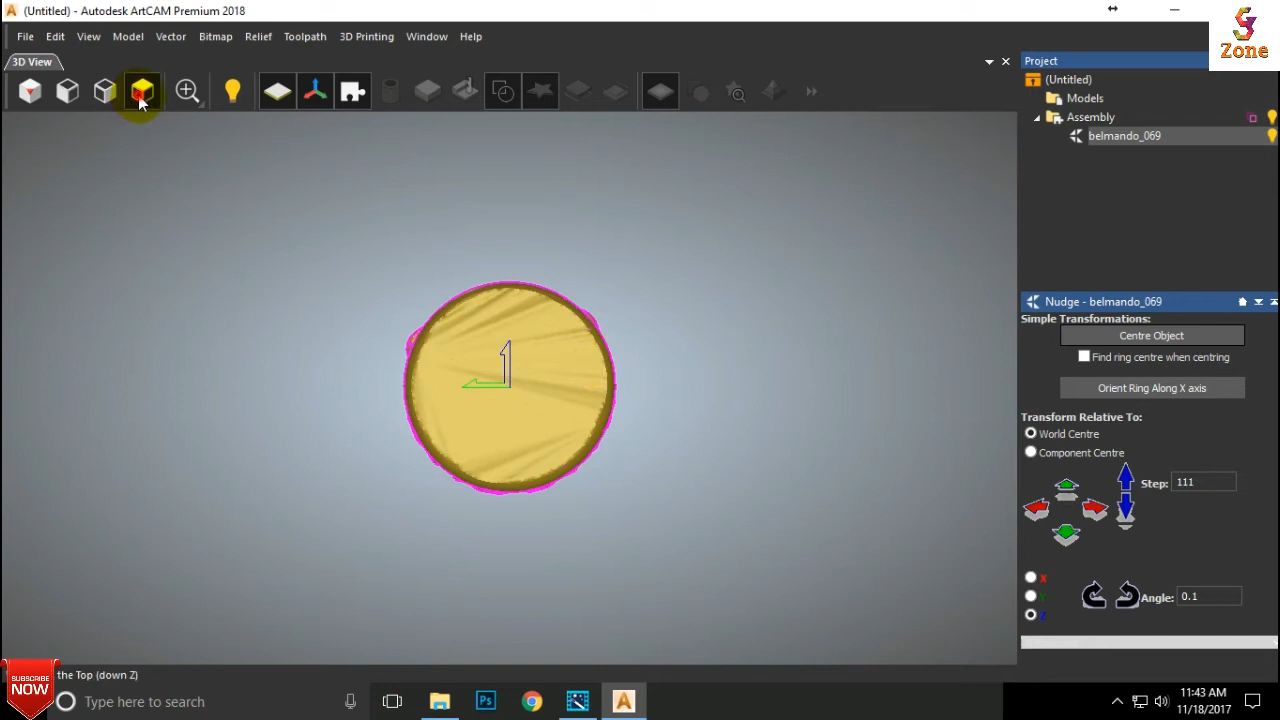 (Untitled) - Autodesk ArtCAM Premium 2018
File Edit View Model Vector Bitmap Relief Toolpath 3D Printing Window Help
Zone
3D View
Project
(Untitled)
Models
Assembly
belmando_069
Nudge - belmando_069
Simple Transformations:
Centre Object
Find ring centre when centring
Orient Ring Along X axis
Transform Relative To:
World Centre
Component Centre
Step: 111
X
Y
Z
Angle: 0.1
the Top (down Z)
SUBSCRIBE
NOW
Type here to search
Ps
11:43 AM
11/18/2017